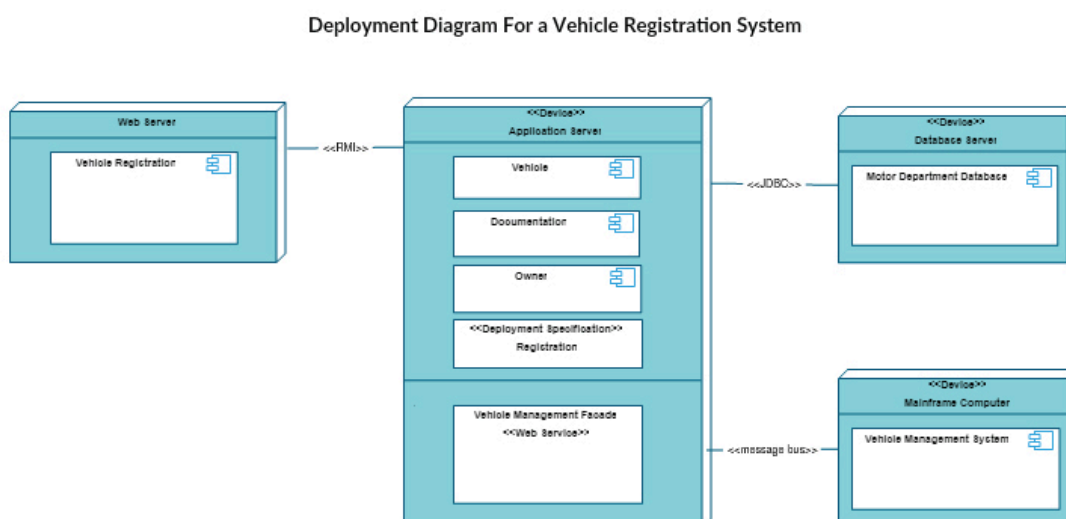 Deployment Diagram For a Vehicle Registration System
Web Server
Vehicle Registration
<<RMI>>
<<Device>>
Application Server
Vehicle
Documentation
Owner
<<Deployment Specification>>
Registration
Vehicle Management Facade
<<Web Service>>
<<JDBC>>
<<Device>>
Database Server
Motor Department Database
<<message bus>>
<<Device>>
Mainframe Computer
Vehicle Management System